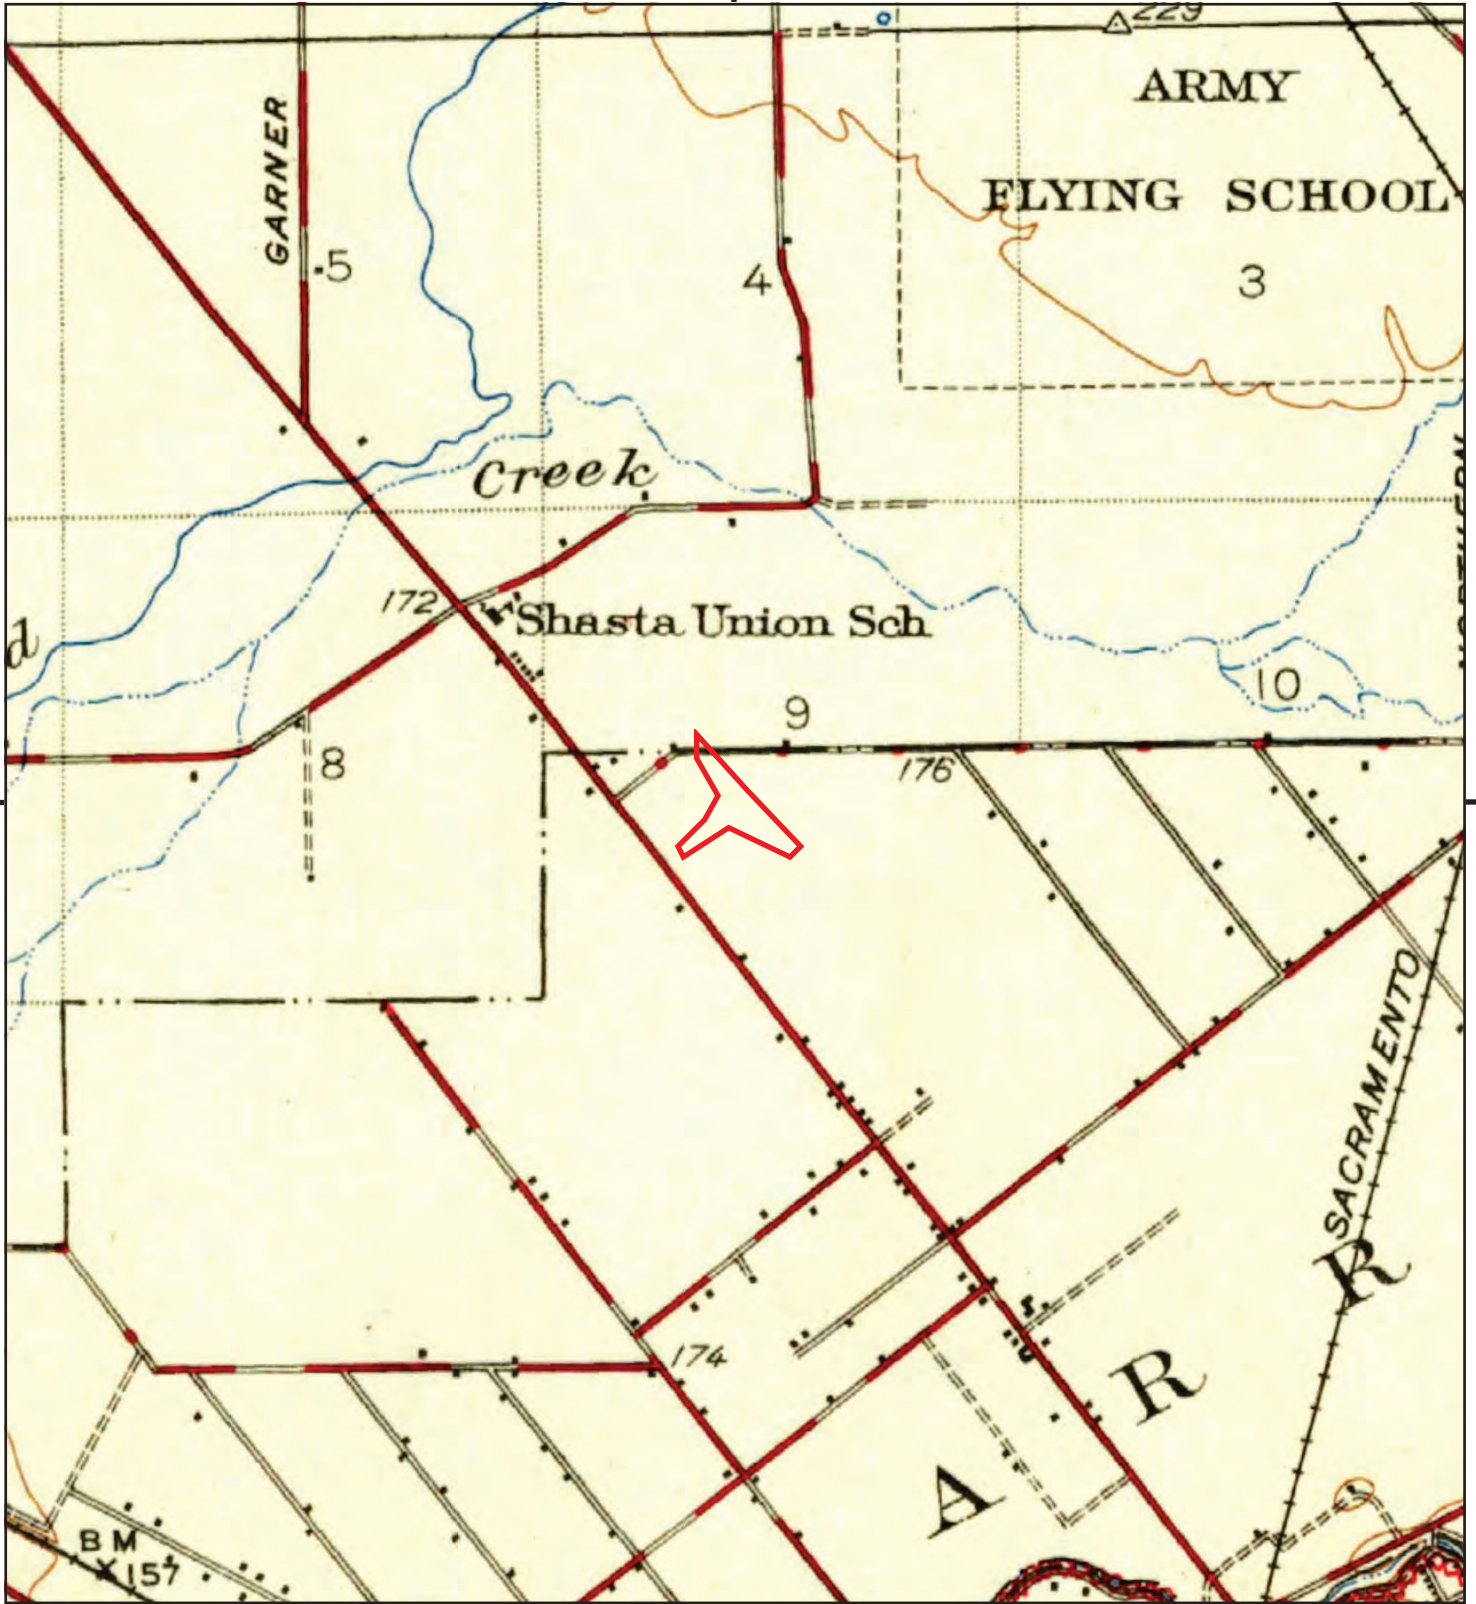 229
ARMY
GARNER
FLYING SCHOOL
5
4
3
Creek
172
Shasta Union Sch
d
10
9
8
176
SACRAMENTO
R
174
R
A
BM
157